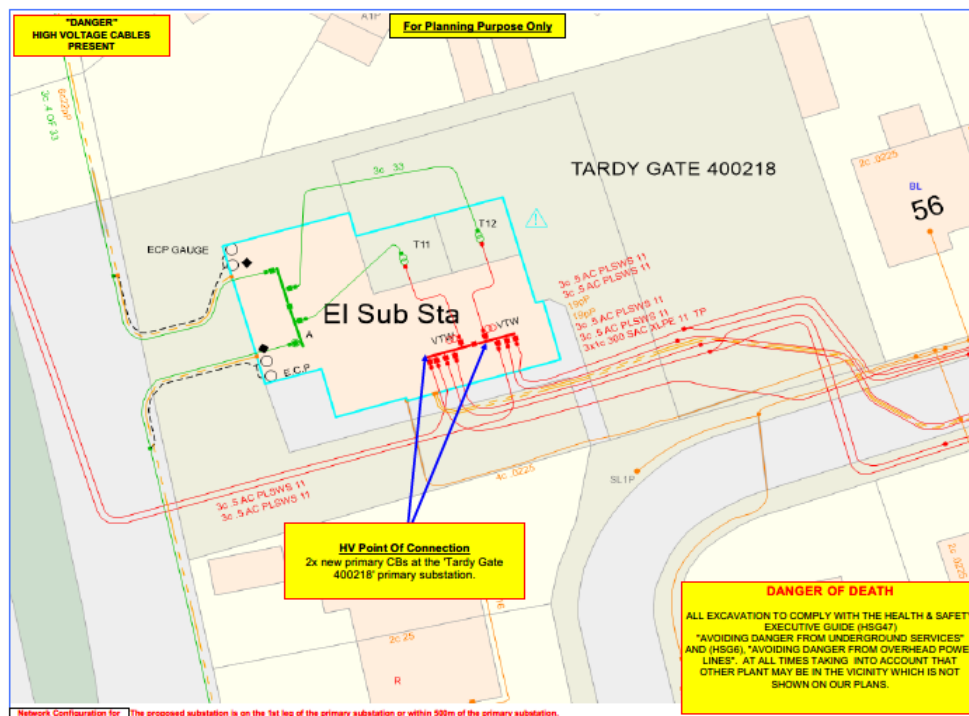 "DANGER"
HIGH VOLTAGE CABLES
PRESENT
For Planning Purpose Only
A1P
6c22pP
3c .4 OF 33
3c .33
TARDY GATE 400218
2c .0225
BL
56
ECP GAUGE
T11
T12
3c .5 AC PLSWS 11
3c .5 AC PLSWS 11
19pP
19pP
3c .5 AC PLSWS 11
3c .5 AC PLSWS 11
3x1c 300 SAC XLPE 11 7P
El Sub Sta
A
VTW
VTW
E.C.P
3c .5 AC PLSWS 11
3c .5 AC PLSWS 11
4c .0225
SL1P
HV Point Of Connection
2x new primary CBs at the 'Tardy Gate
400218' primary substation.
2c .0225
2c 25
R
DANGER OF DEATH
ALL EXCAVATION TO COMPLY WITH THE HEALTH & SAFETY
EXECUTIVE GUIDE (HSG47)
"AVOIDING DANGER FROM UNDERGROUND SERVICES"
AND (HSG6), "AVOIDING DANGER FROM OVERHEAD POWER
LINES". AT ALL TIMES TAKING INTO ACCOUNT THAT
OTHER PLANT MAY BE IN THE VICINITY WHICH IS NOT
SHOWN ON OUR PLANS.
Network Configuration for
The proposed substation is on the 1st leg of the primary substation or within 500m of the primary substation.